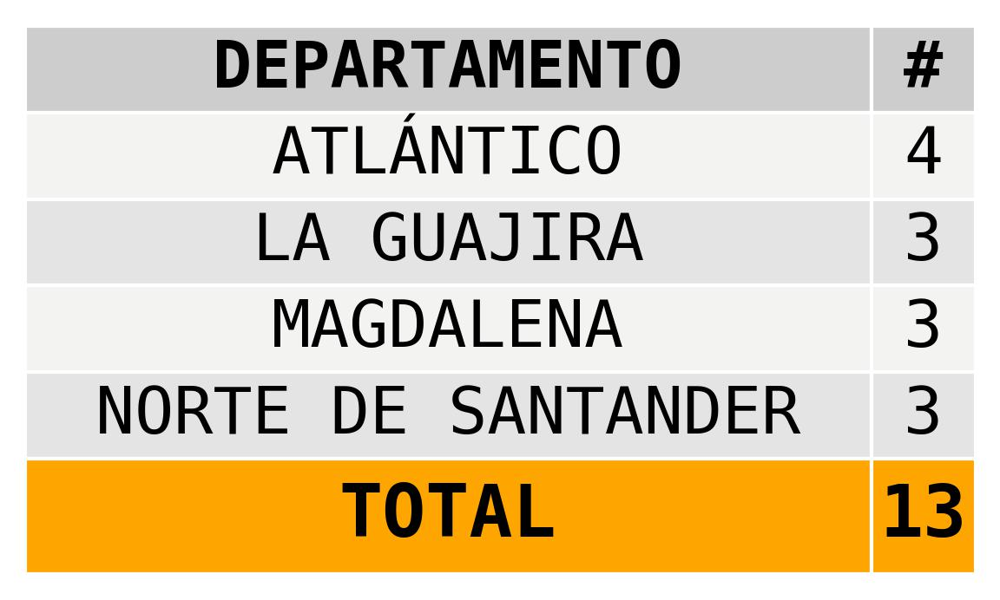 DEPARTAMENTO #
ATLÁNTICO 4
LA GUAJIRA 3
MAGDALENA 3
NORTE DE SANTANDER 3
TOTAL 13